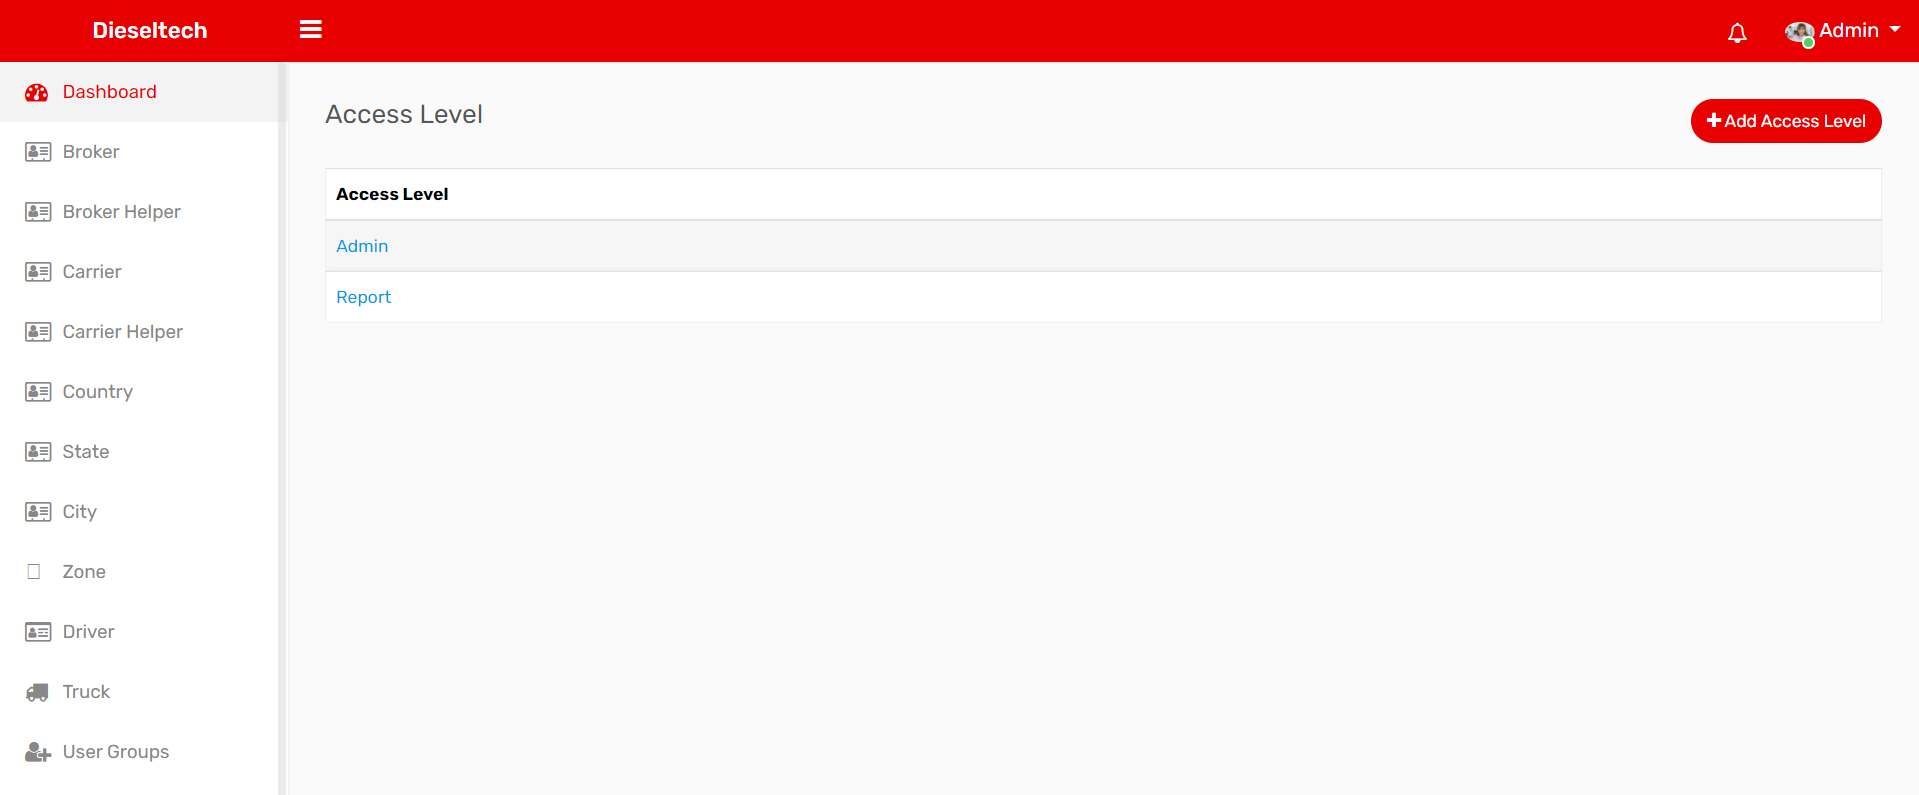 Dieseltech
Admin
Dashboard
Broker
Broker Helper
Carrier
Carrier Helper
Country
State
City
Zone
Driver
Truck
User Groups
Access Level
Add Access Level
Access Level
Admin
Report